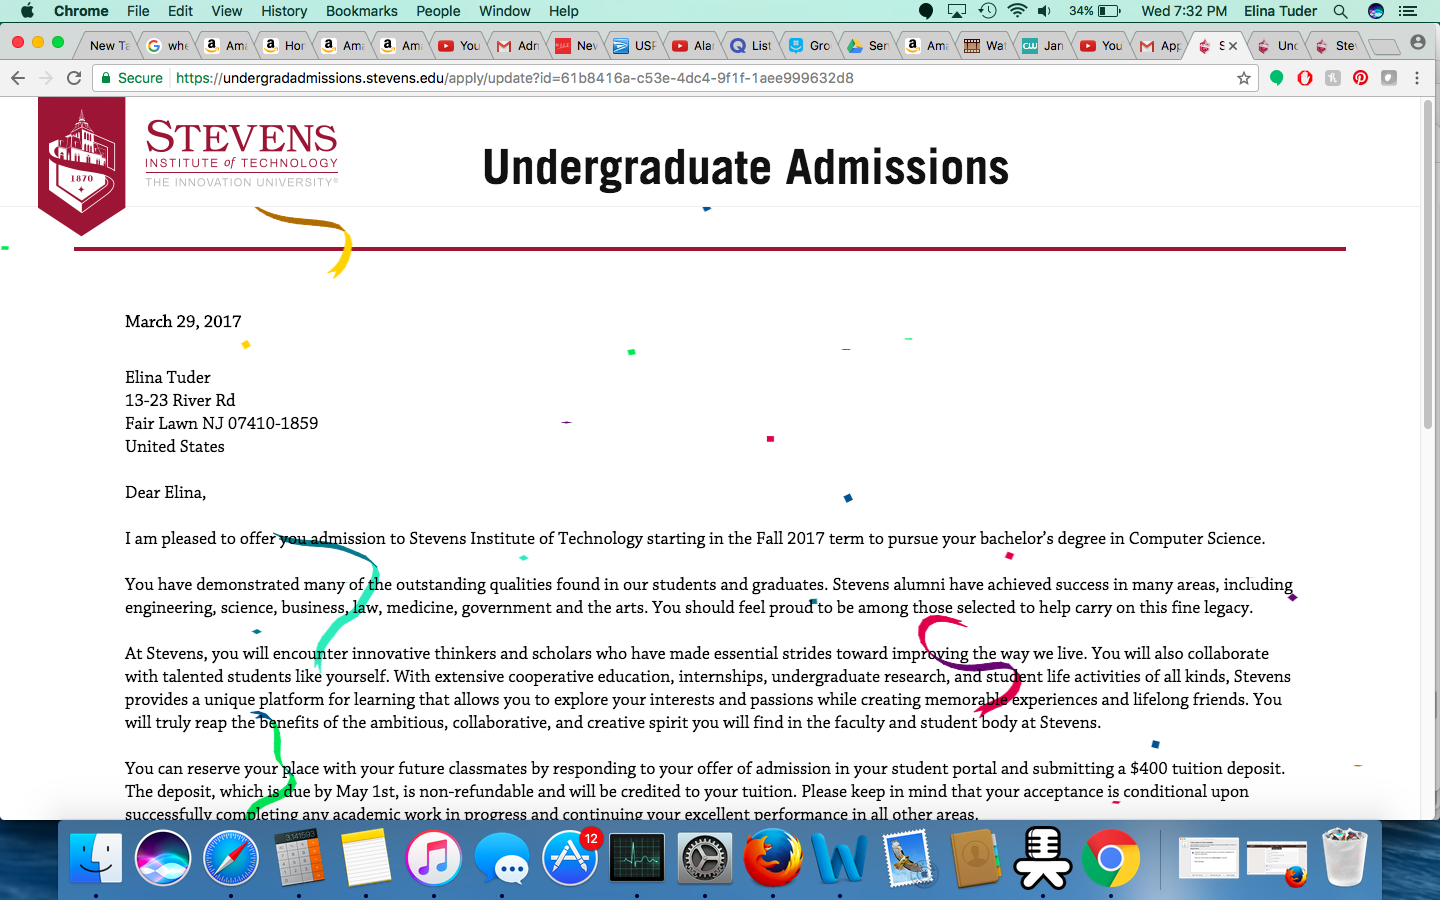 Chrome File Edit View History Bookmarks People Window Help 34% Wed 7:32 PM Elina Tuder
New Ta whe Ama Hor Ama Ama You Adn Nev USF Alar List Gro Sen Ama Wat Jan You App S Unc Stev
Secure https://undergradadmissions.stevens.edu/apply/update?id=61b8416a-c53e-4dc4-9f1f-1aee999632d8
1870
STEVENS
INSTITUTE of TECHNOLOGY
THE INNOVATION UNIVERSITY®
Undergraduate Admissions
March 29, 2017
Elina Tuder
13-23 River Rd
Fair Lawn NJ 07410-1859
United States
Dear Elina,
I am pleased to offer you admission to Stevens Institute of Technology starting in the Fall 2017 term to pursue your bachelor's degree in Computer Science.
You have demonstrated many of the outstanding qualities found in our students and graduates. Stevens alumni have achieved success in many areas, including
engineering, science, business, law, medicine, government and the arts. You should feel proud to be among those selected to help carry on this fine legacy.
At Stevens, you will encounter innovative thinkers and scholars who have made essential strides toward improving the way we live. You will also collaborate
with talented students like yourself. With extensive cooperative education, internships, undergraduate research, and student life activities of all kinds, Stevens
provides a unique platform for learning that allows you to explore your interests and passions while creating memorable experiences and lifelong friends. You
will truly reap the benefits of the ambitious, collaborative, and creative spirit you will find in the faculty and student body at Stevens.
You can reserve your place with your future classmates by responding to your offer of admission in your student portal and submitting a $400 tuition deposit.
The deposit, which is due by May 1st, is non-refundable and will be credited to your tuition. Please keep in mind that your acceptance is conditional upon
successfully completing any academic work in progress and continuing your excellent performance in all other areas.
3.141593
12